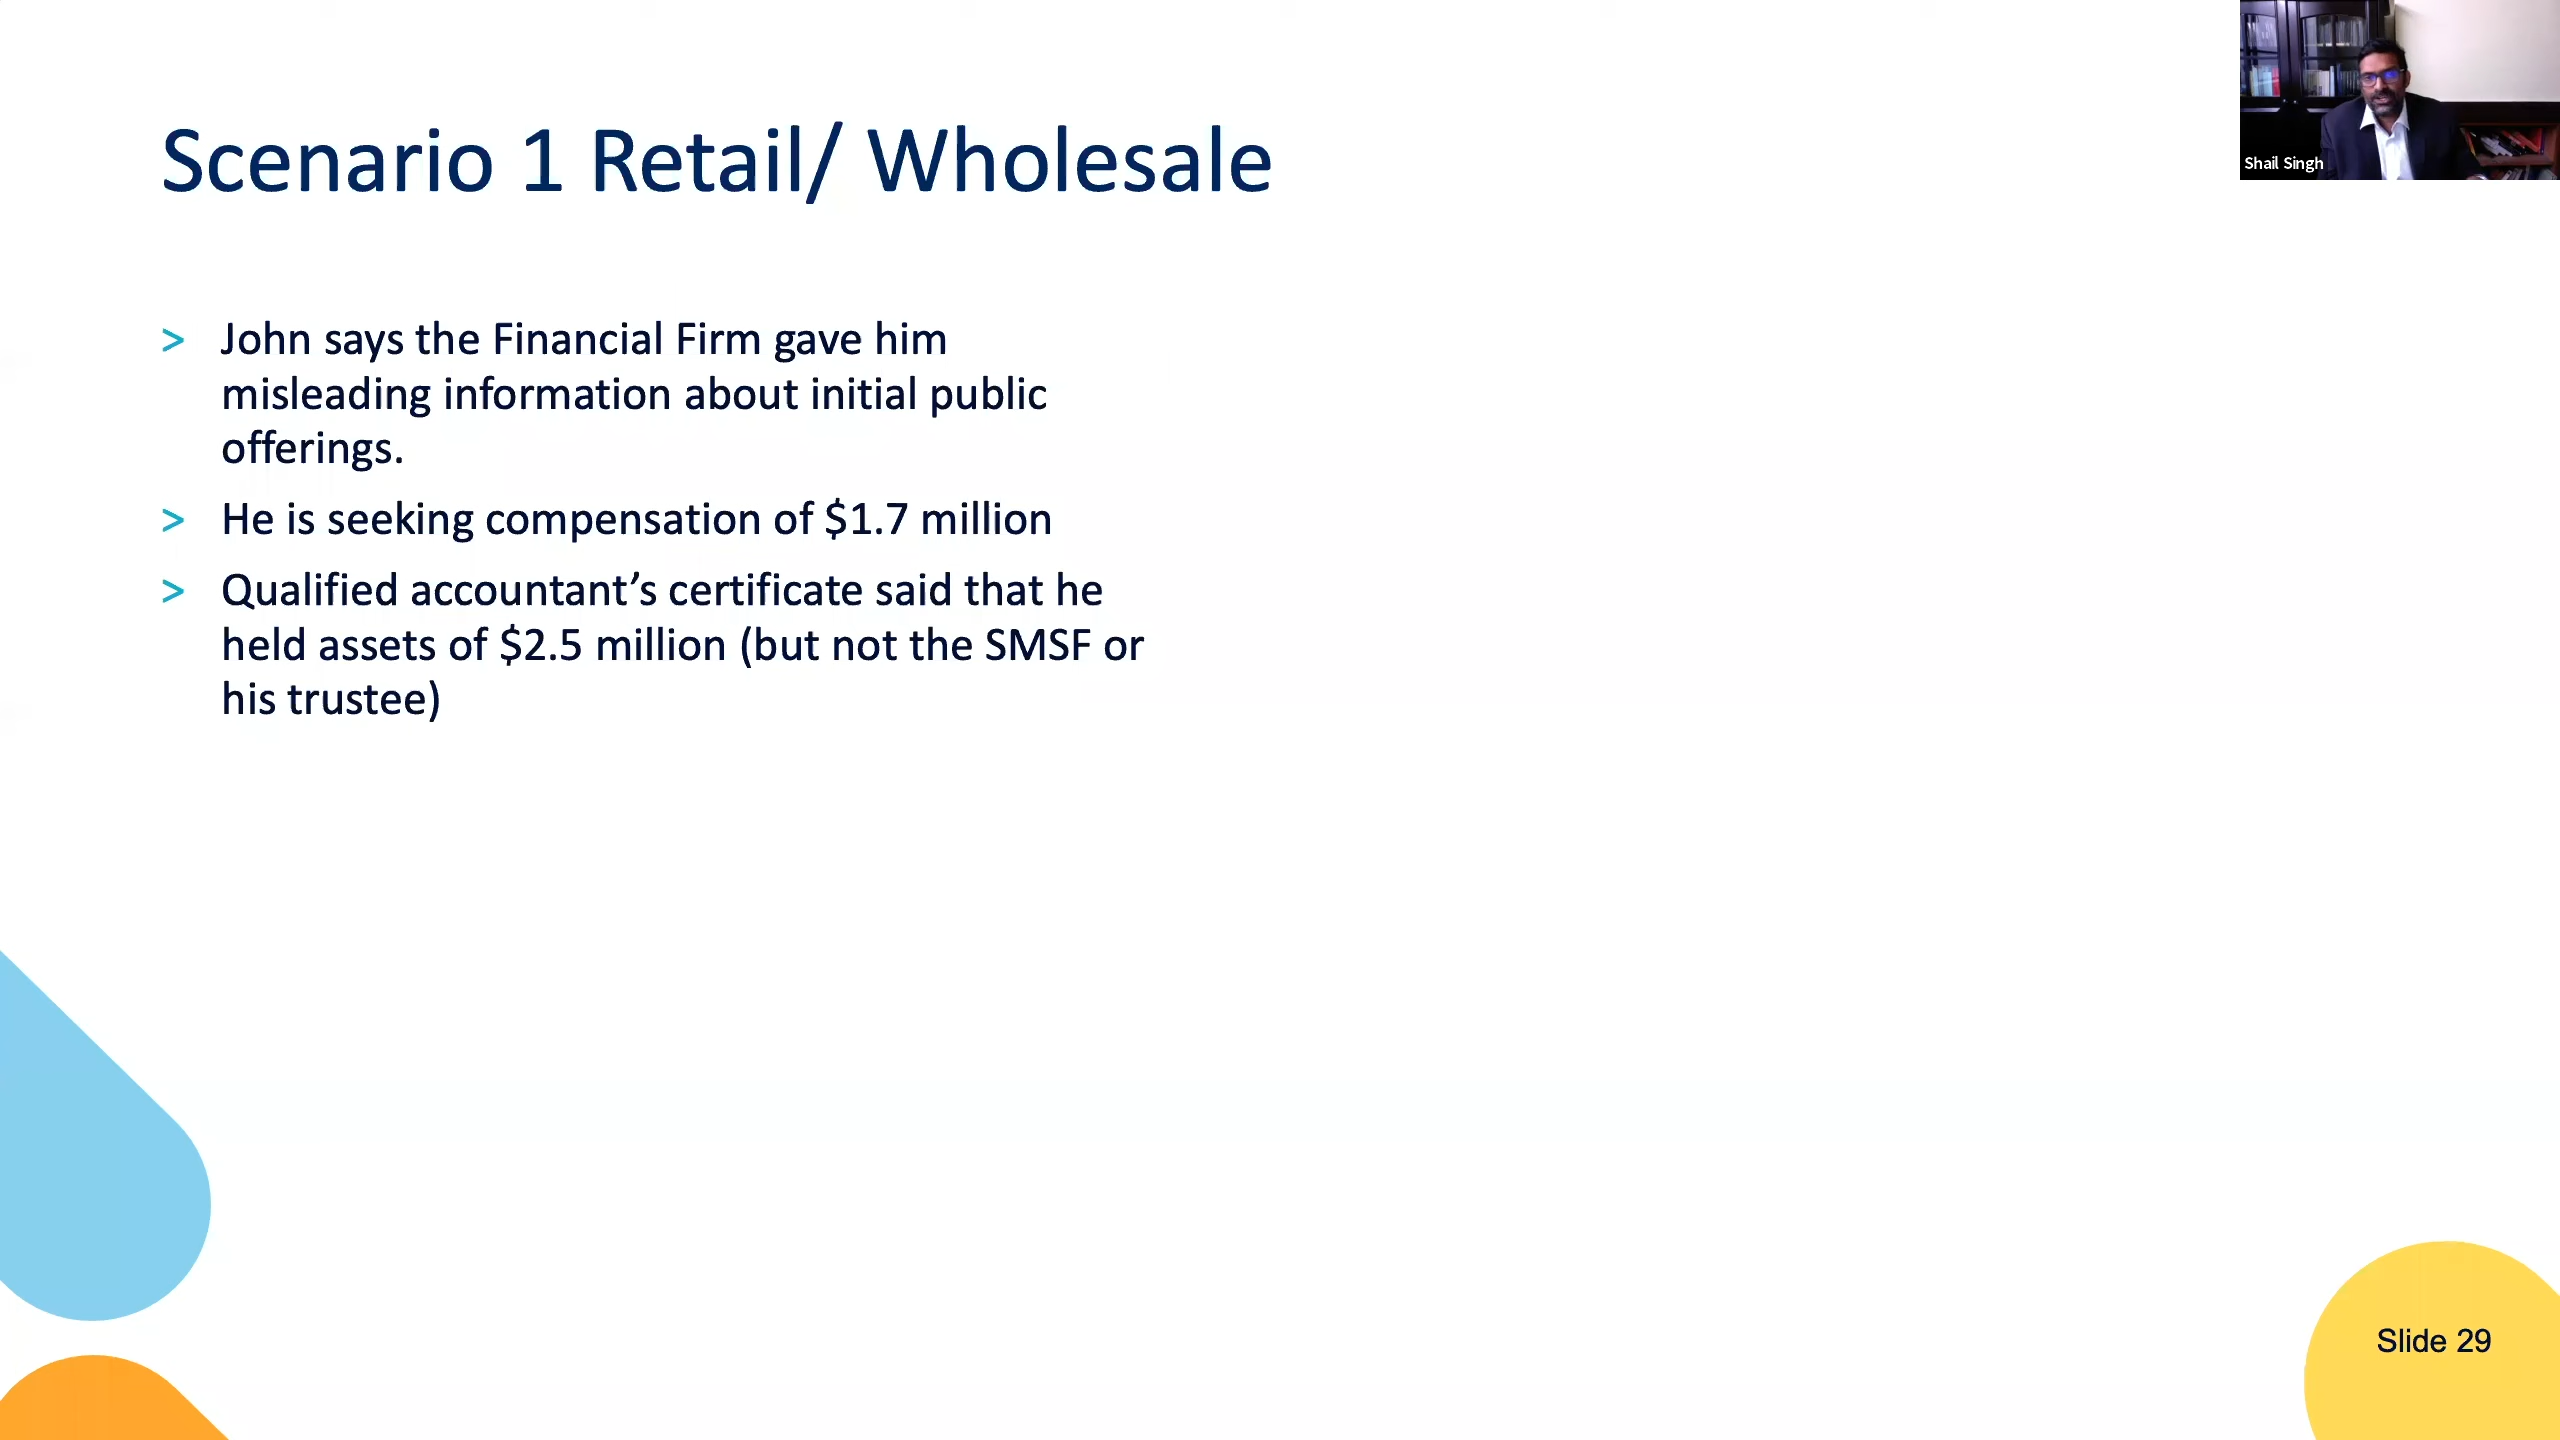 Scenario 1 Retail/ Wholesale
Shail Singh
> John says the Financial Firm gave him
misleading information about initial public
offerings.
> He is seeking compensation of $1.7 million
> Qualified accountant’s certificate said that he
held assets of $2.5 million (but not the SMSF or
his trustee)
Slide 29